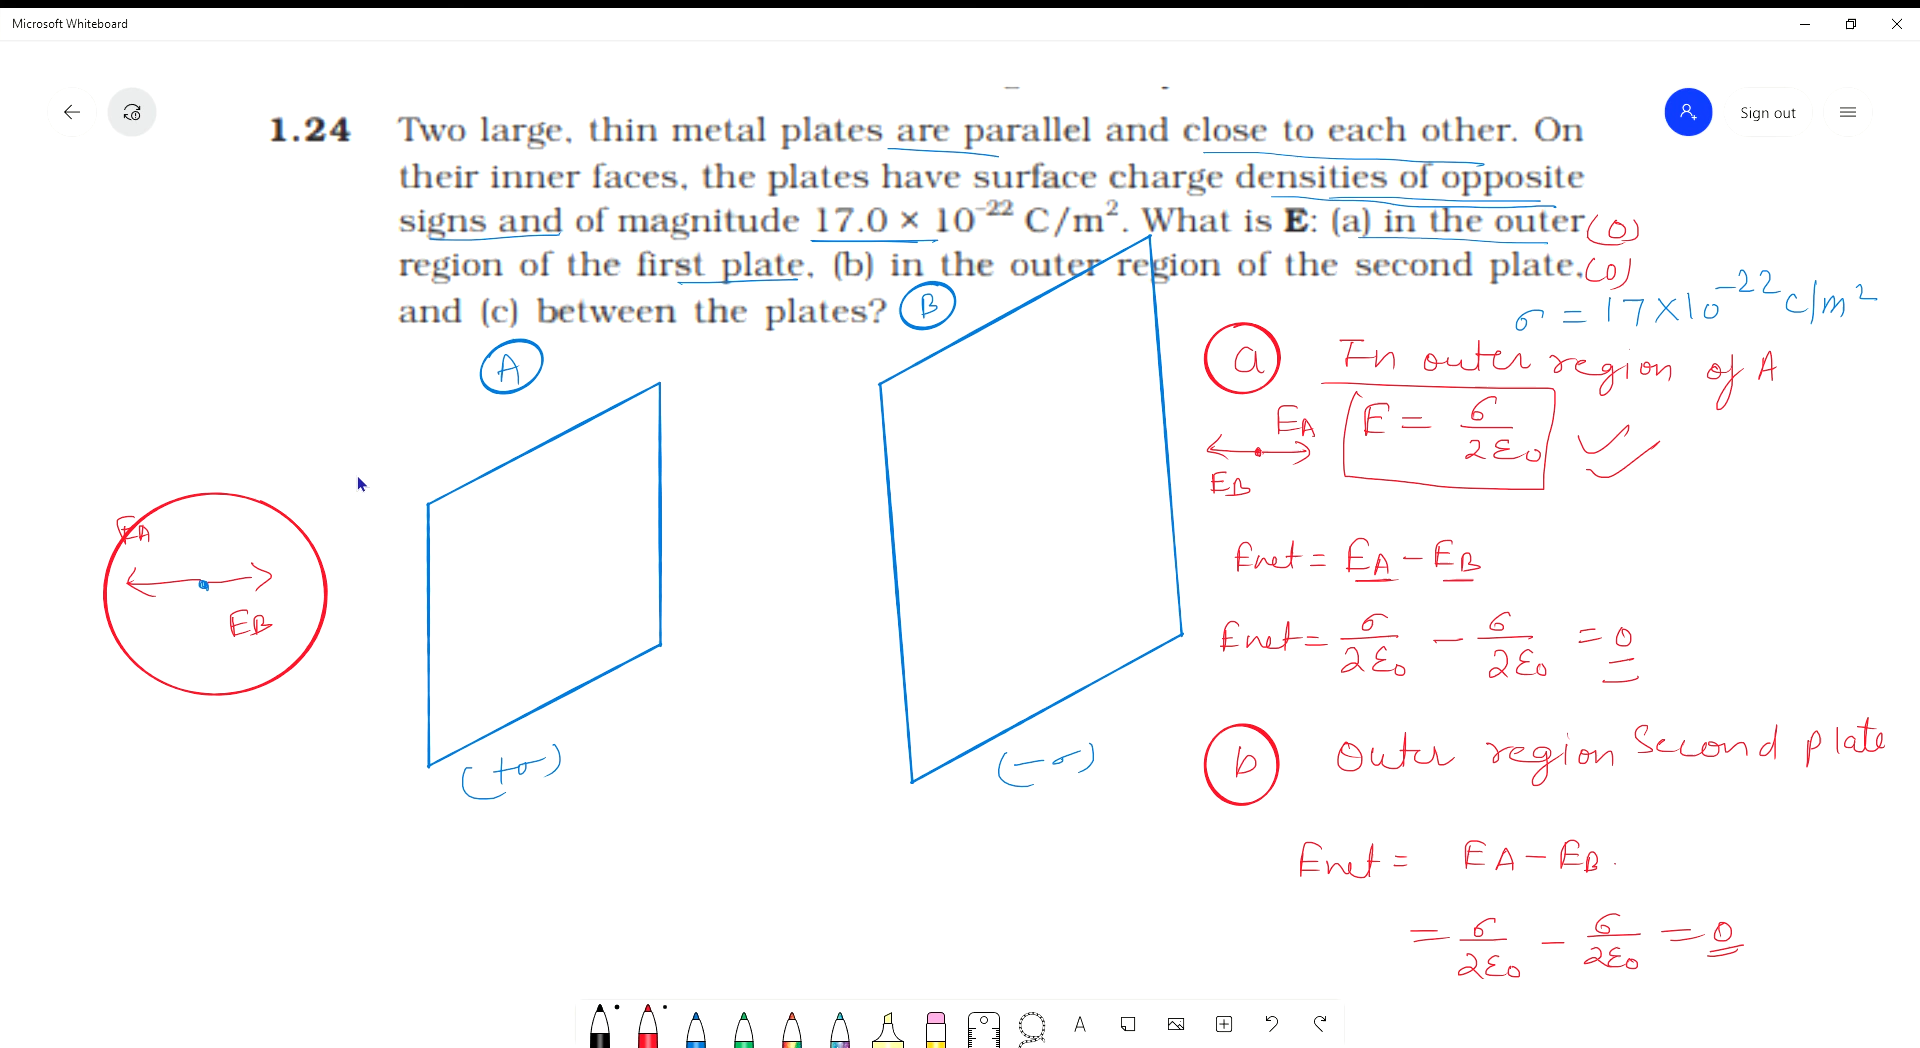 Microsoft Whiteboard
Sign out
1.24 Two large, thin metal plates are parallel and close to each other. On
their inner faces, the plates have surface charge densities of opposite
signs and of magnitude 17.0 × 10⁻²² C/m². What is E: (a) in the outer (0)
region of the first plate, (b) in the outer region of the second plate, (0)
and (c) between the plates?
σ = 17×10⁻²² c/m²
A
B
(+σ)
(-σ)
EA
EB
a In outer region of A
EA
EB
E = σ/2ε0
Enet = EA - EB
Enet = σ/2ε0 - σ/2ε0 = 0
b Outer region Second plate
Enet = EA - EB.
= σ/2ε0 - σ/2ε0 = 0
A